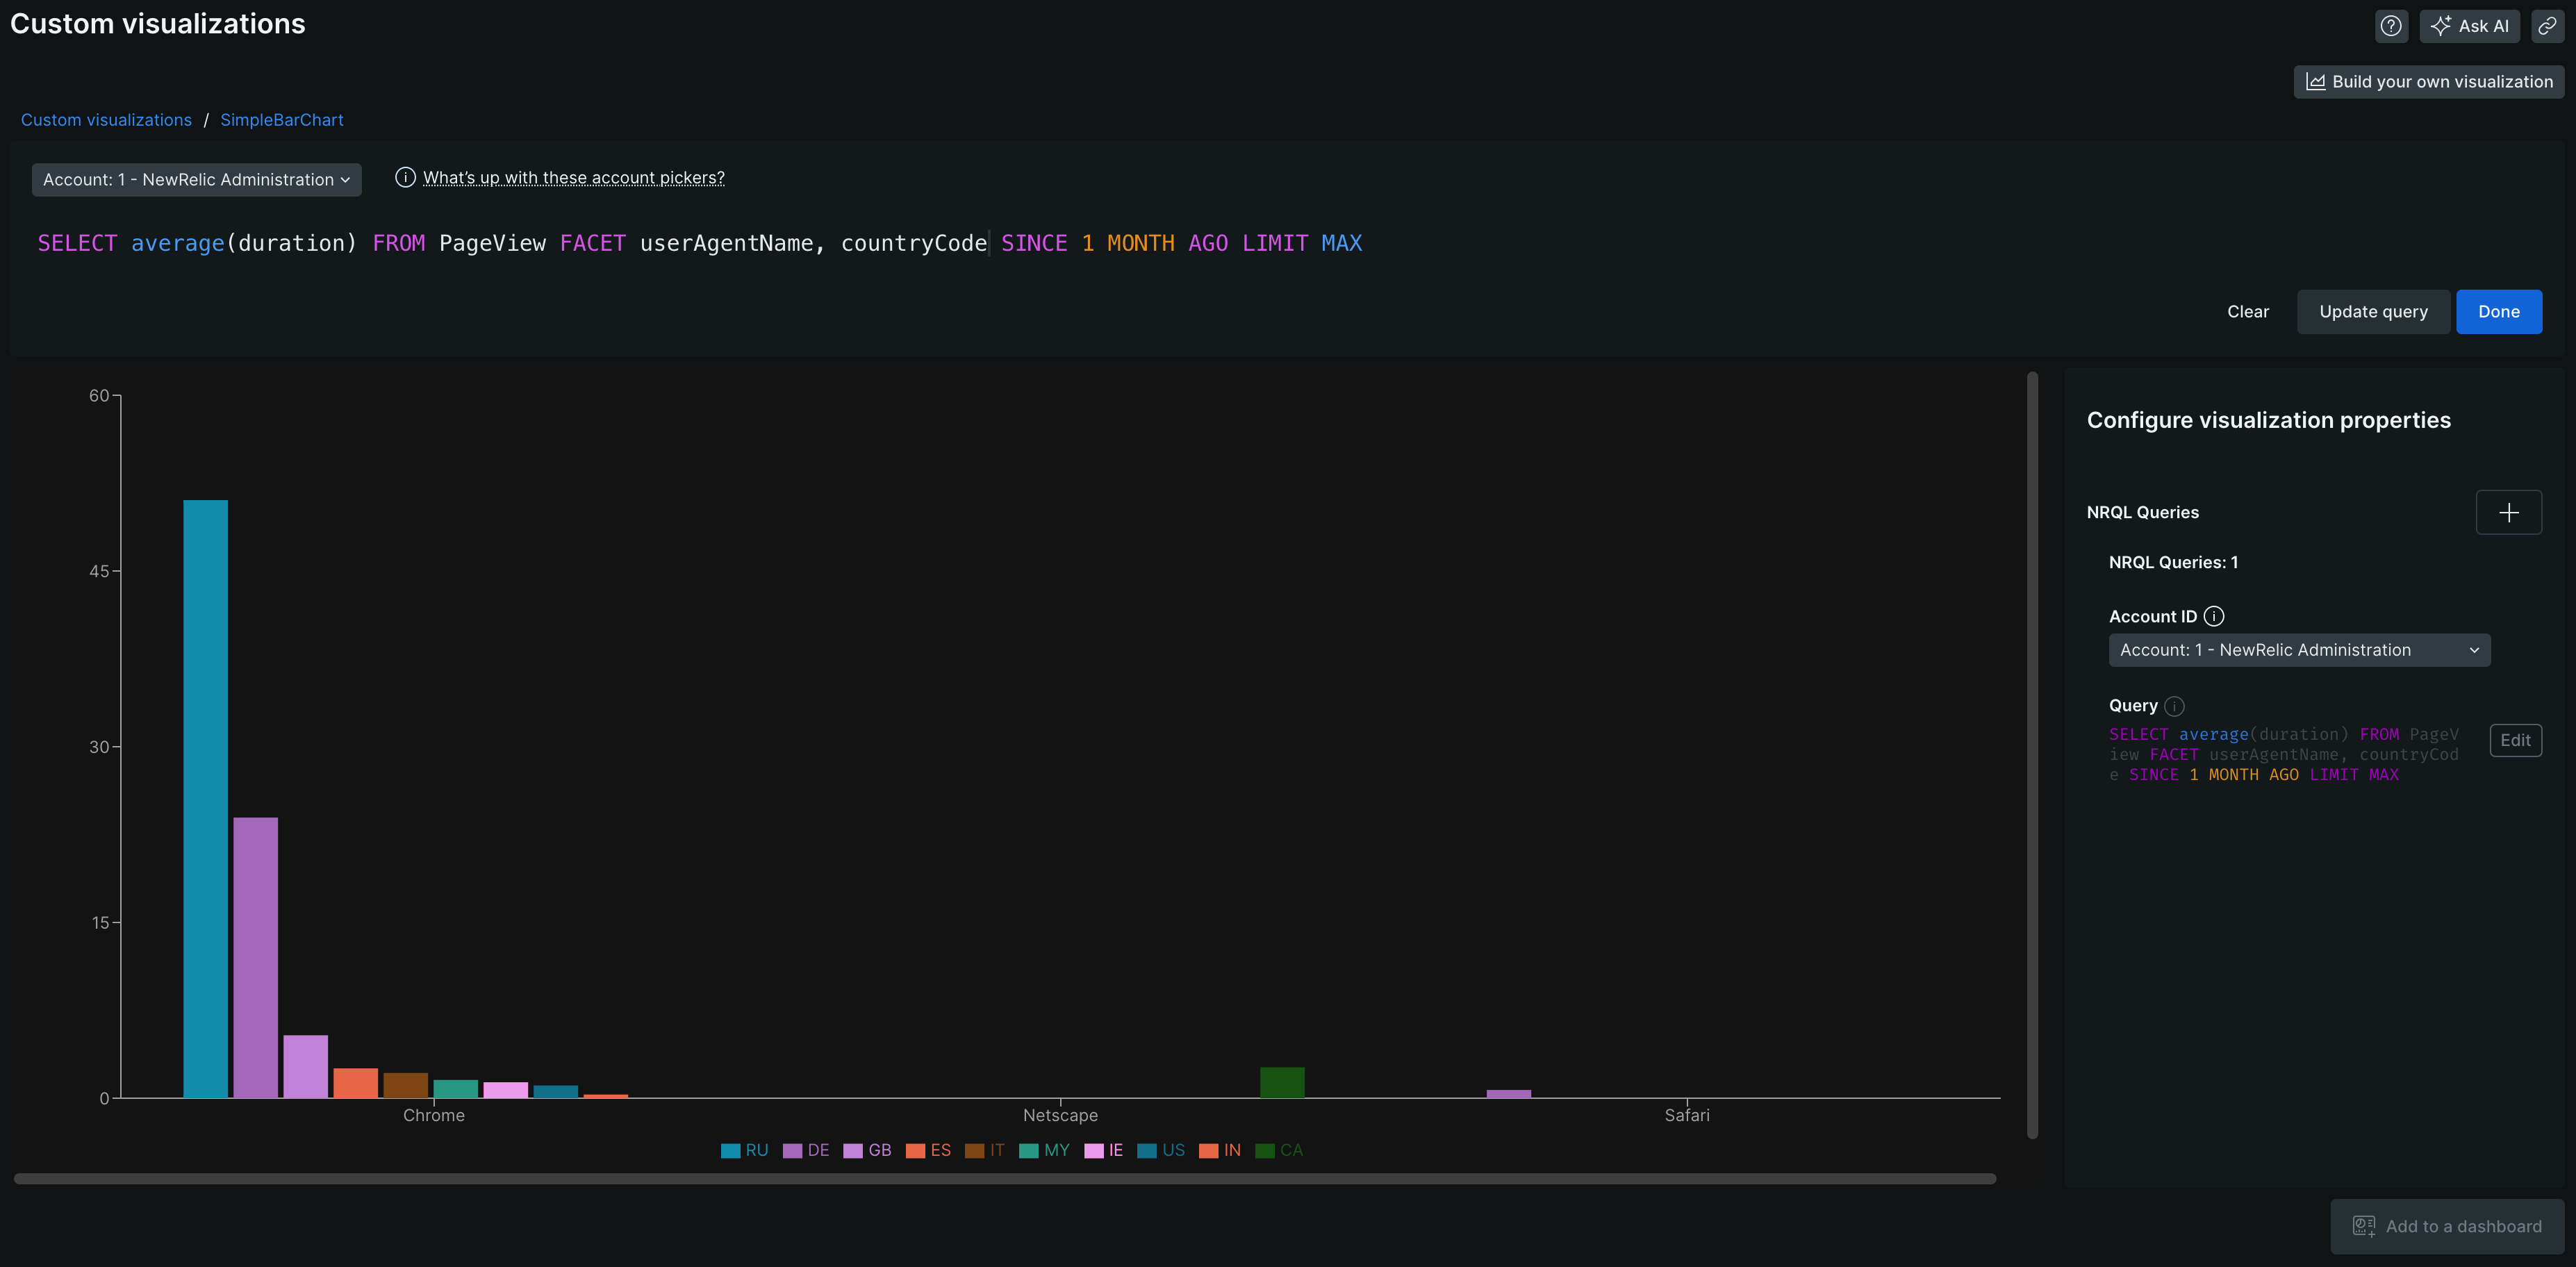 Custom visualizations
Ask AI
Build your own visualization
Custom visualizations / SimpleBarChart
Account: 1 - NewRelic Administration
What's up with these account pickers?
SELECT average(duration) FROM PageView FACET userAgentName, countryCode SINCE 1 MONTH AGO LIMIT MAX
Clear
Update query
Done
60
45
30
15
0
Chrome
Netscape
Safari
RU DE GB ES IT MY IE US IN CA
Configure visualization properties
NRQL Queries
NRQL Queries: 1
Account ID
Account: 1 - NewRelic Administration
Query
SELECT average(duration) FROM PageV
iew FACET userAgentName, countryCod
e SINCE 1 MONTH AGO LIMIT MAX
Edit
Add to a dashboard